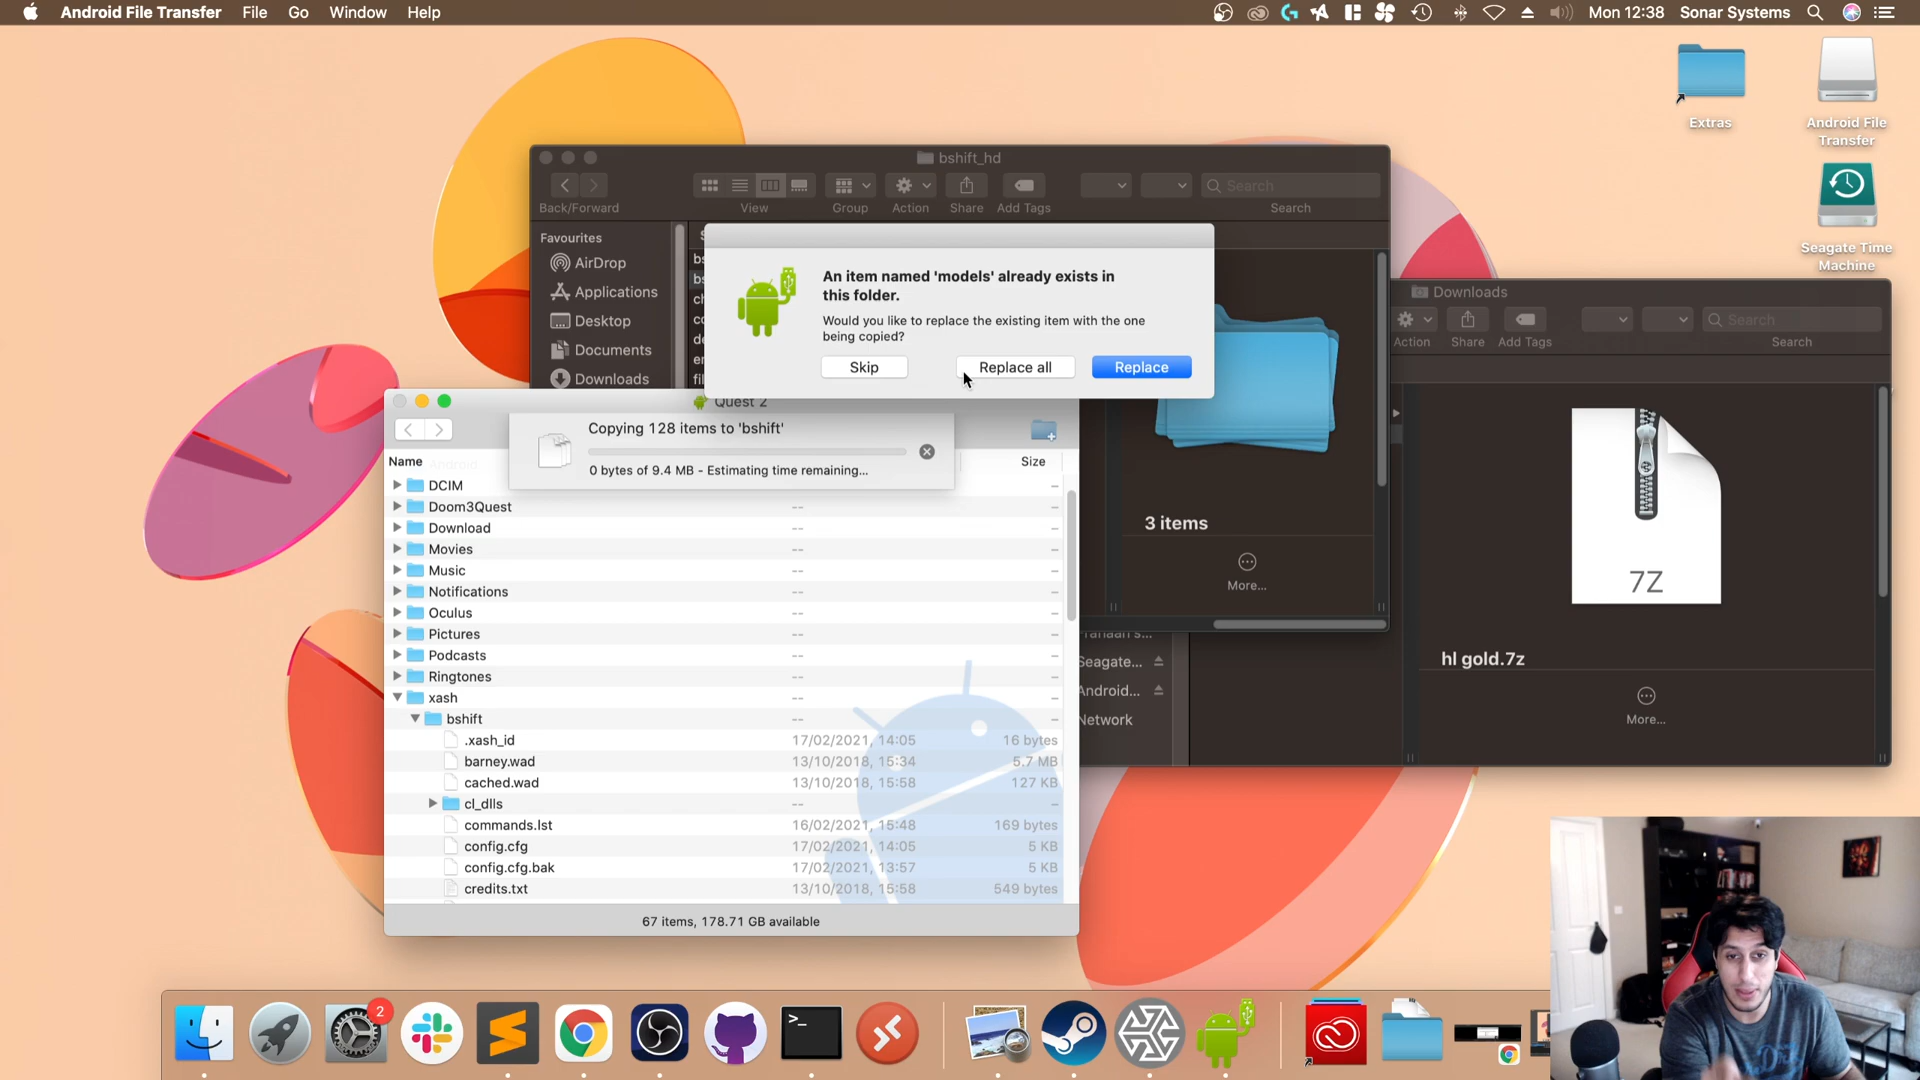 Android File Transfer File Go Window Help
Mon 12:38 Sonar Systems
Extras
Android File
Transfer
Seagate Time
Machine
bshift_hd
Search
Back/Forward View Group Action Share Add Tags Search
Favourites
AirDrop
Applications
Desktop
Documents
Downloads
An item named 'models' already exists in
this folder.
Would you like to replace the existing item with the one
being copied?
Skip Replace all Replace
3 items
More...
Downloads
Search
Action Share Add Tags Search
7Z
hl gold.7z
More...
Seagate...
Android...
Network
Quest 2
Copying 128 items to 'bshift'
0 bytes of 9.4 MB - Estimating time remaining...
Name Size
DCIM -- --
Doom3Quest -- --
Download -- --
Movies -- --
Music -- --
Notifications -- --
Oculus -- --
Pictures -- --
Podcasts -- --
Ringtones -- --
xash -- --
bshift -- --
.xash_id 17/02/2021, 14:05 16 bytes
barney.wad 13/10/2018, 15:34 5.7 MB
cached.wad 13/10/2018, 15:58 127 KB
cl_dlls -- --
commands.lst 16/02/2021, 15:48 169 bytes
config.cfg 17/02/2021, 14:05 5 KB
config.cfg.bak 17/02/2021, 13:57 5 KB
credits.txt 13/10/2018, 15:58 549 bytes
67 items, 178.71 GB available
2